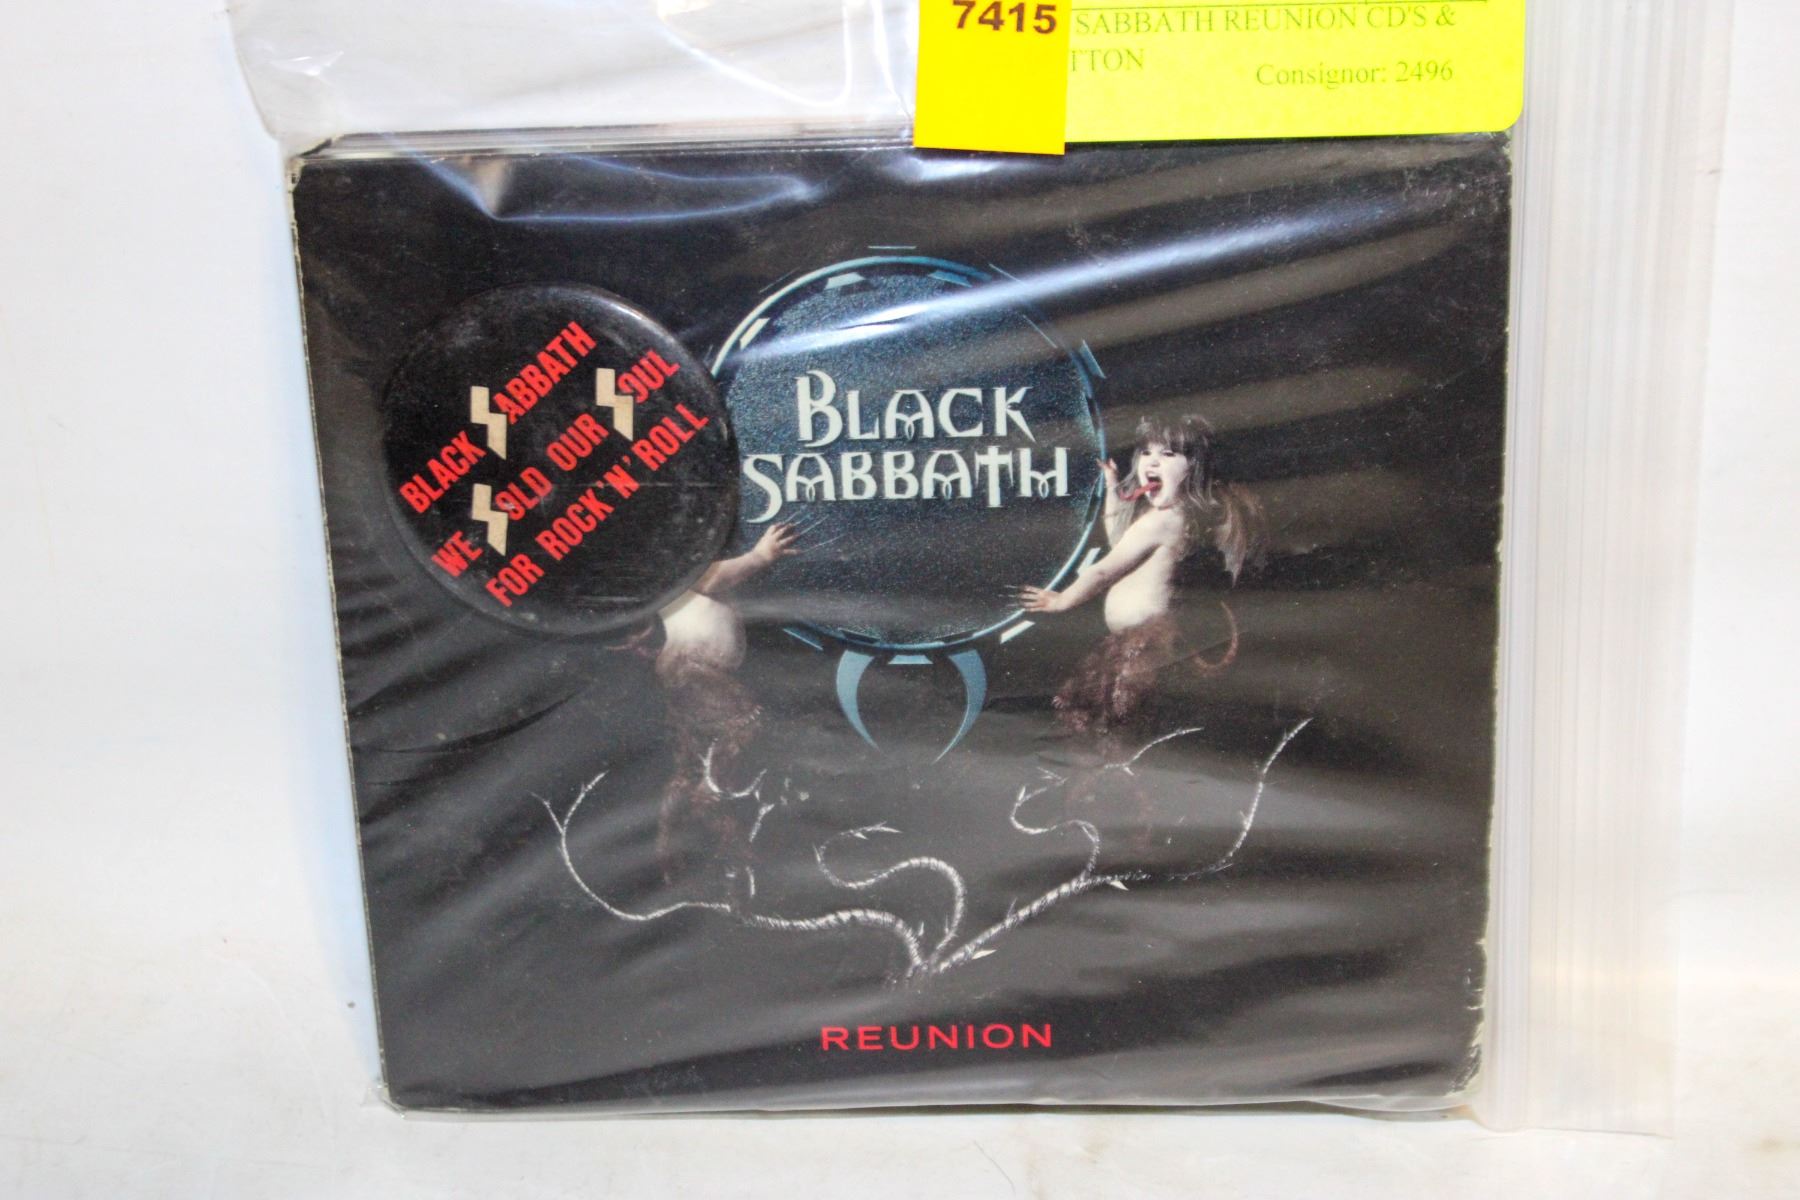 7415
SABBATH REUNION CD'S &
TTON
Consignor: 2496
BLACK SABBATH
WE SOLD OUR SOUL
FOR ROCK 'N' ROLL
BLACK
SABBATH
REUNION